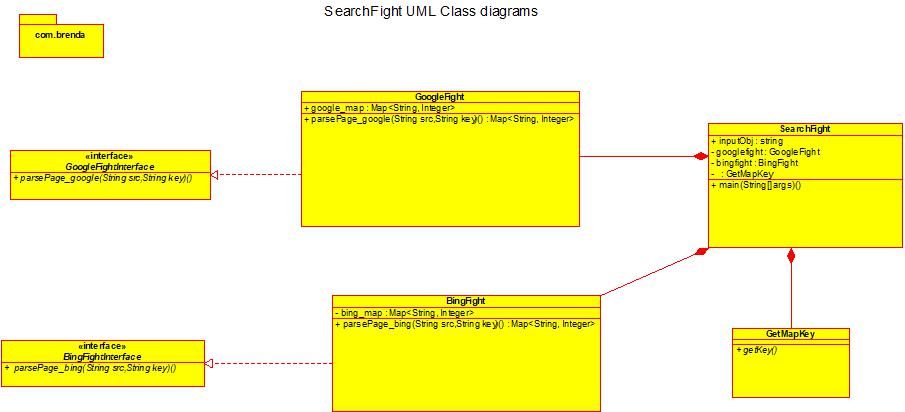 SearchFight UML Class diagrams
com.brenda
GoogleFight
+ google_map : Map<String, Integer>
+ parsePage_google(String src,String key)() : Map<String, Integer>
SearchFight
+ inputObj : string
- googlefight : GoogleFight
- bingfight : BingFight
- : GetMapKey
+ main(String[]args)()
«interface»
GoogleFightInterface
+ parsePage_google(String src,String key)()
BingFight
- bing_map : Map<String, Integer>
+ parsePage_bing(String src,String key)() : Map<String, Integer>
GetMapKey
+ getKey()
«interface»
BingFightInterface
+ parsePage_bing(String src,String key)()